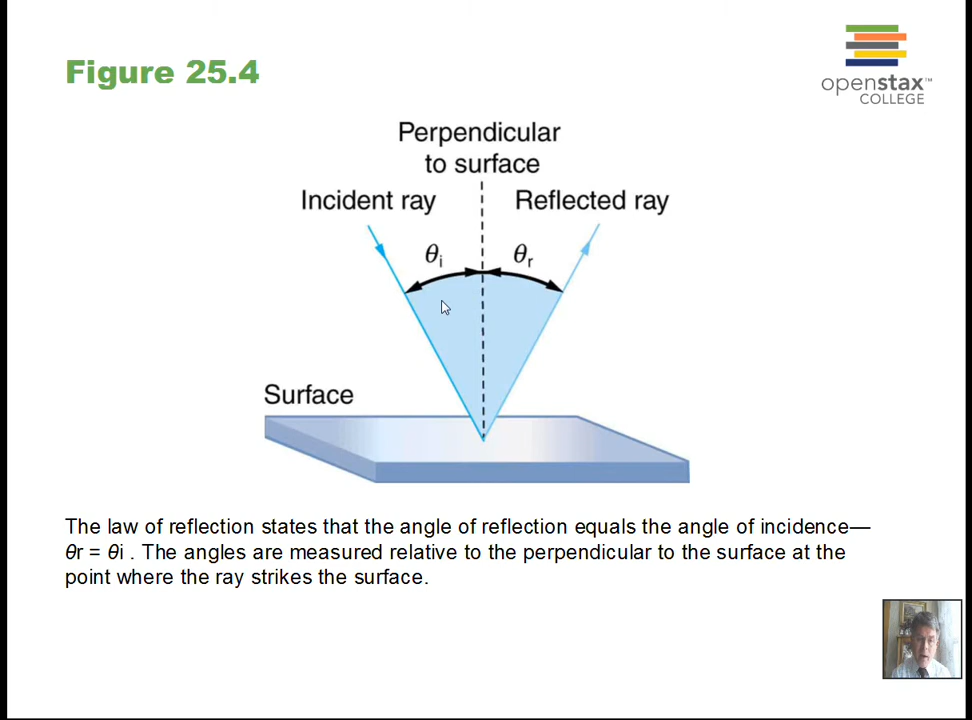 Figure 25.4
openstax™
COLLEGE
Perpendicular
to surface
Incident ray
Reflected ray
θi
θr
Surface
The law of reflection states that the angle of reflection equals the angle of incidence—
θr = θi . The angles are measured relative to the perpendicular to the surface at the
point where the ray strikes the surface.